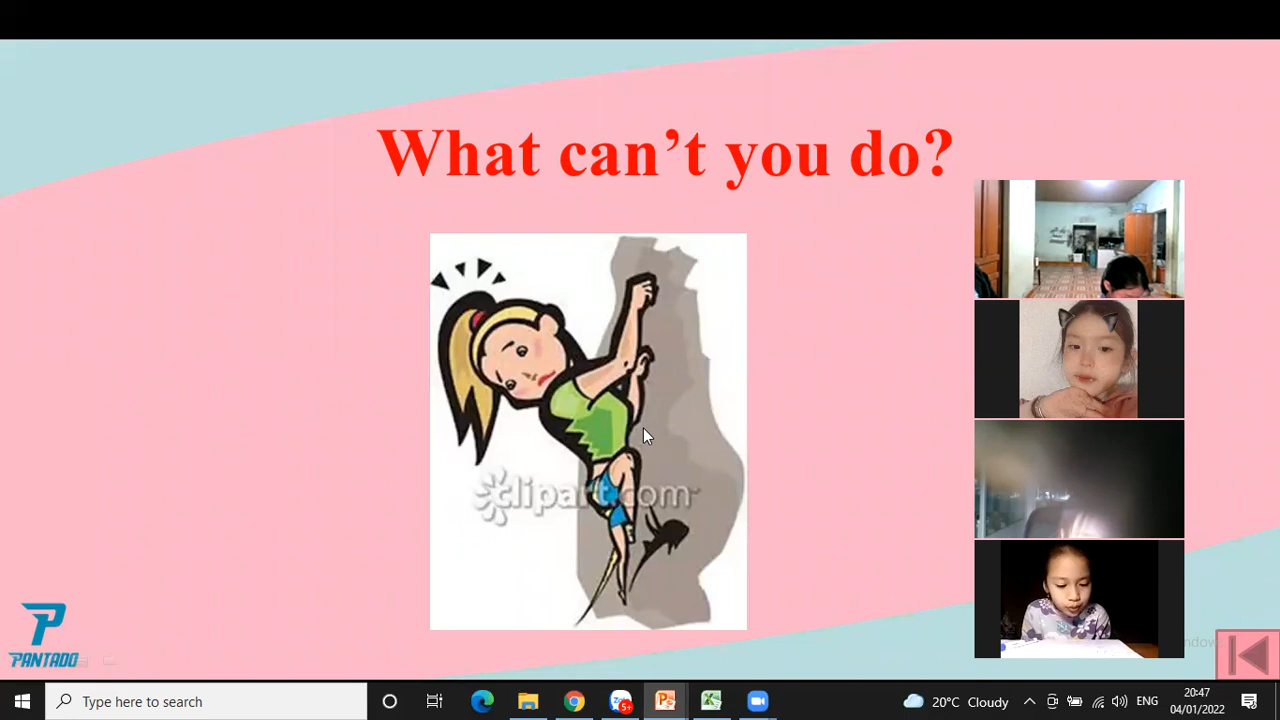 What can't you do?
clipart.com
PANTADO
Type here to search
5+
20°C Cloudy
ENG
20:47
04/01/2022